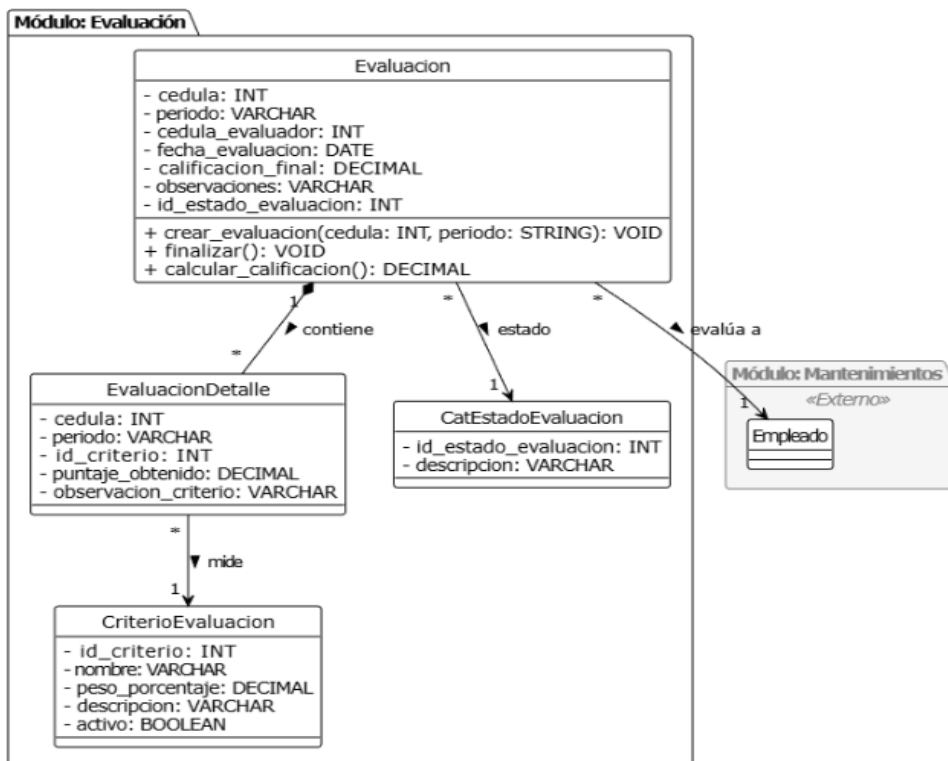 Módulo: Evaluación
Evaluacion
- cedula: INT
- periodo: VARCHAR
- cedula_evaluador: INT
- fecha_evaluacion: DATE
- calificacion_final: DECIMAL
- observaciones: VARCHAR
- id_estado_evaluacion: INT
+ crear_evaluacion(cedula: INT, periodo: STRING): VOID
+ finalizar(): VOID
+ calcular_calificacion(): DECIMAL
1
*
*
contiene
estado
evalúa a
*
1
1
EvaluacionDetalle
- cedula: INT
- periodo: VARCHAR
- id_criterio: INT
- puntaje_obtenido: DECIMAL
- observacion_criterio: VARCHAR
CatEstadoEvaluacion
- id_estado_evaluacion: INT
- descripcion: VARCHAR
Módulo: Mantenimientos
«Externo»
Empleado
*
mide
1
CriterioEvaluacion
- id_criterio: INT
- nombre: VARCHAR
- peso_porcentaje: DECIMAL
- descripcion: VARCHAR
- activo: BOOLEAN